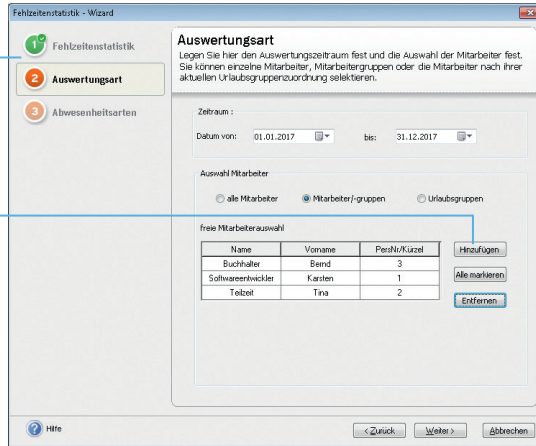 Fehlzeitenstatistik - Wizard
1 Fehlzeitenstatistik
2 Auswertungsart
3 Abwesenheitsarten
Auswertungsart
Legen Sie hier den Auswertungszeitraum fest und die Auswahl der Mitarbeiter fest.
Sie können einzelne Mitarbeiter, Mitarbeitergruppen oder die Mitarbeiter nach ihrer
aktuellen Urlaubsgruppenzuordnung selektieren.
Zeitraum :
Datum von: 01.01.2017 bis: 31.12.2017
Auswahl Mitarbeiter
alle Mitarbeiter Mitarbeiter/-gruppen Urlaubsgruppen
freie Mitarbeiterauswahl
Name Vorname PersNr/Kürzel
Buchhalter Bernd 3
Softwareentwickler Karsten 1
Teilzeit Tina 2
Hinzufügen
Alle markieren
Entfernen
Hilfe
< Zurück Weiter > Abbrechen